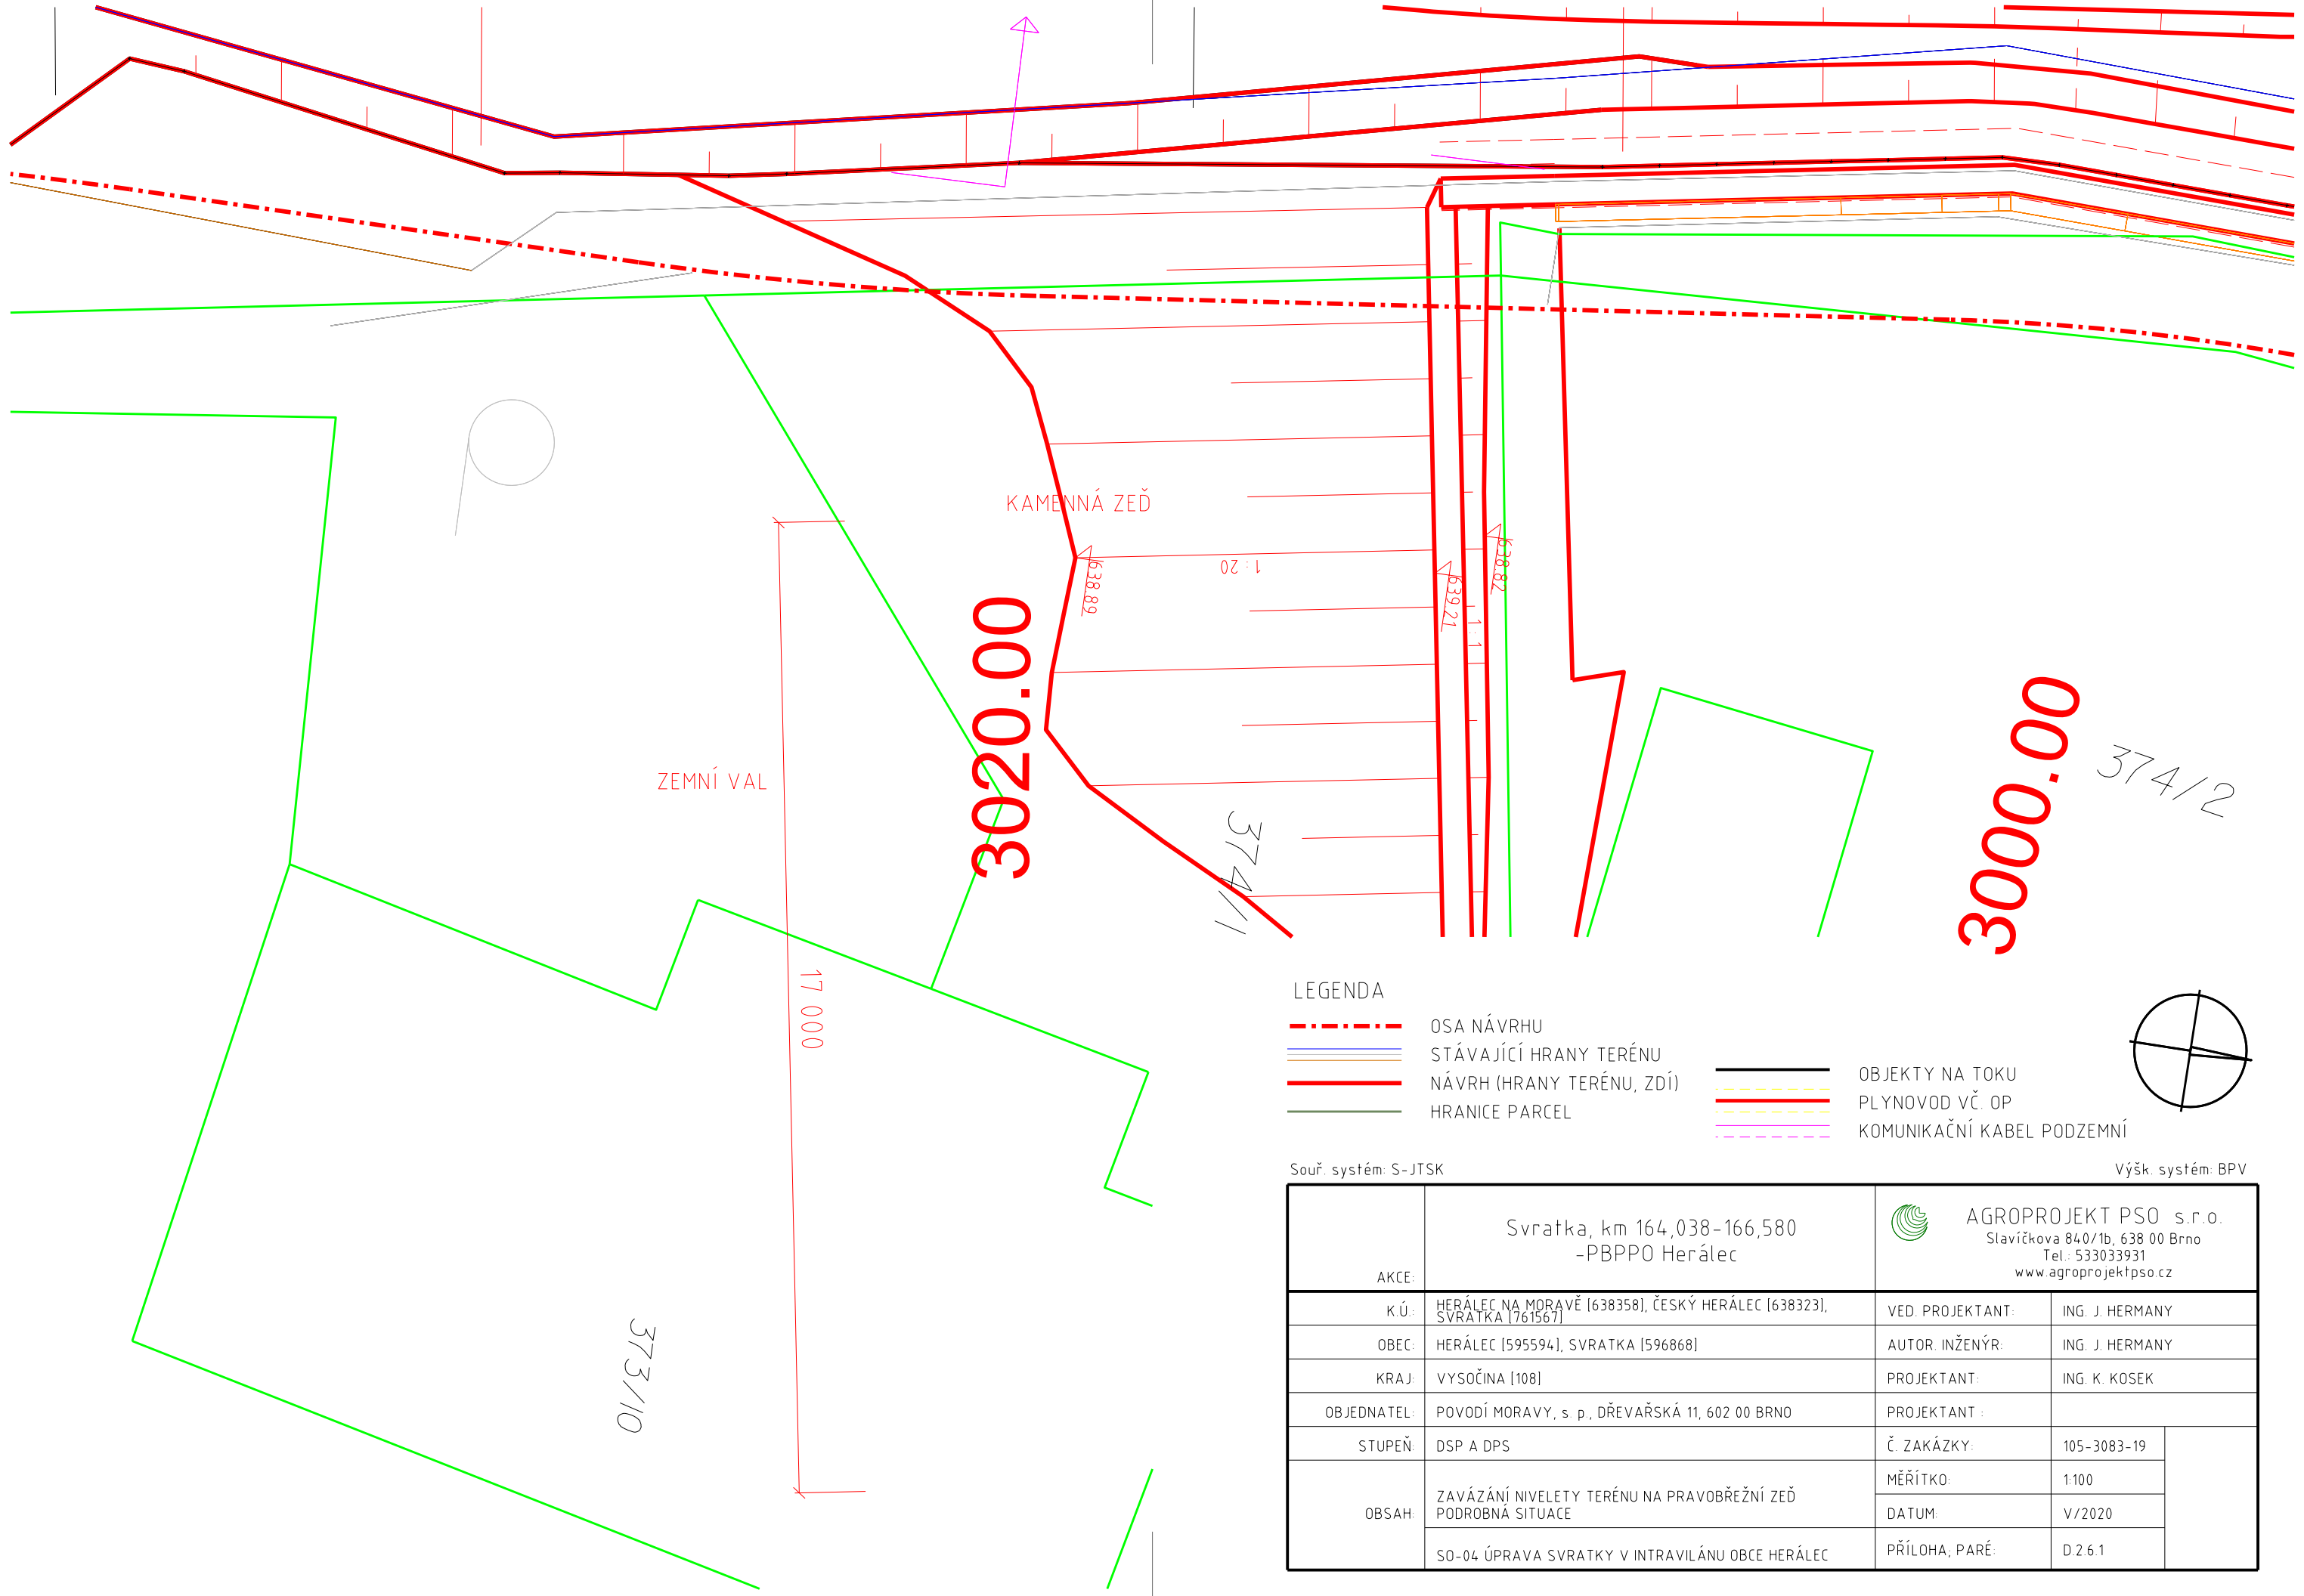 KAMENNÁ ZEĎ
638.89
1:20
639.21
638.82
1:1
3020.00
ZEMNÍ VAL
3000.00
374/2
374/1
17 000
373/10
LEGENDA
OSA NÁVRHU
STÁVAJÍCÍ HRANY TERÉNU
NÁVRH (HRANY TERÉNU, ZDÍ)
HRANICE PARCEL
OBJEKTY NA TOKU
PLYNOVOD VČ. OP
KOMUNIKAČNÍ KABEL PODZEMNÍ
Souř. systém: S-JTSK
Výšk. systém: BPV
AKCE:
Svratka, km 164,038-166,580
-PBPPO Herálec
AGROPROJEKT PSO s.r.o.
Slavíčkova 840/1b, 638 00 Brno
Tel.: 533033931
www.agroprojektpso.cz
K.Ú.:
HERÁLEC NA MORAVĚ [638358], ČESKÝ HERÁLEC [638323],
SVRATKA [761567]
VED. PROJEKTANT:
ING. J. HERMANY
OBEC:
HERÁLEC [595594], SVRATKA [596868]
AUTOR. INŽENÝR:
ING. J. HERMANY
KRAJ:
VYSOČINA [108]
PROJEKTANT:
ING. K. KOSEK
OBJEDNATEL:
POVODÍ MORAVY, s. p., DŘEVAŘSKÁ 11, 602 00 BRNO
PROJEKTANT :
STUPEŇ:
DSP A DPS
Č. ZAKÁZKY:
105-3083-19
OBSAH:
ZAVÁZÁNÍ NIVELETY TERÉNU NA PRAVOBŘEŽNÍ ZEĎ
PODROBNÁ SITUACE
MĚŘÍTKO:
1:100
DATUM:
V/2020
SO-04 ÚPRAVA SVRATKY V INTRAVILÁNU OBCE HERÁLEC
PŘÍLOHA; PARÉ:
D.2.6.1